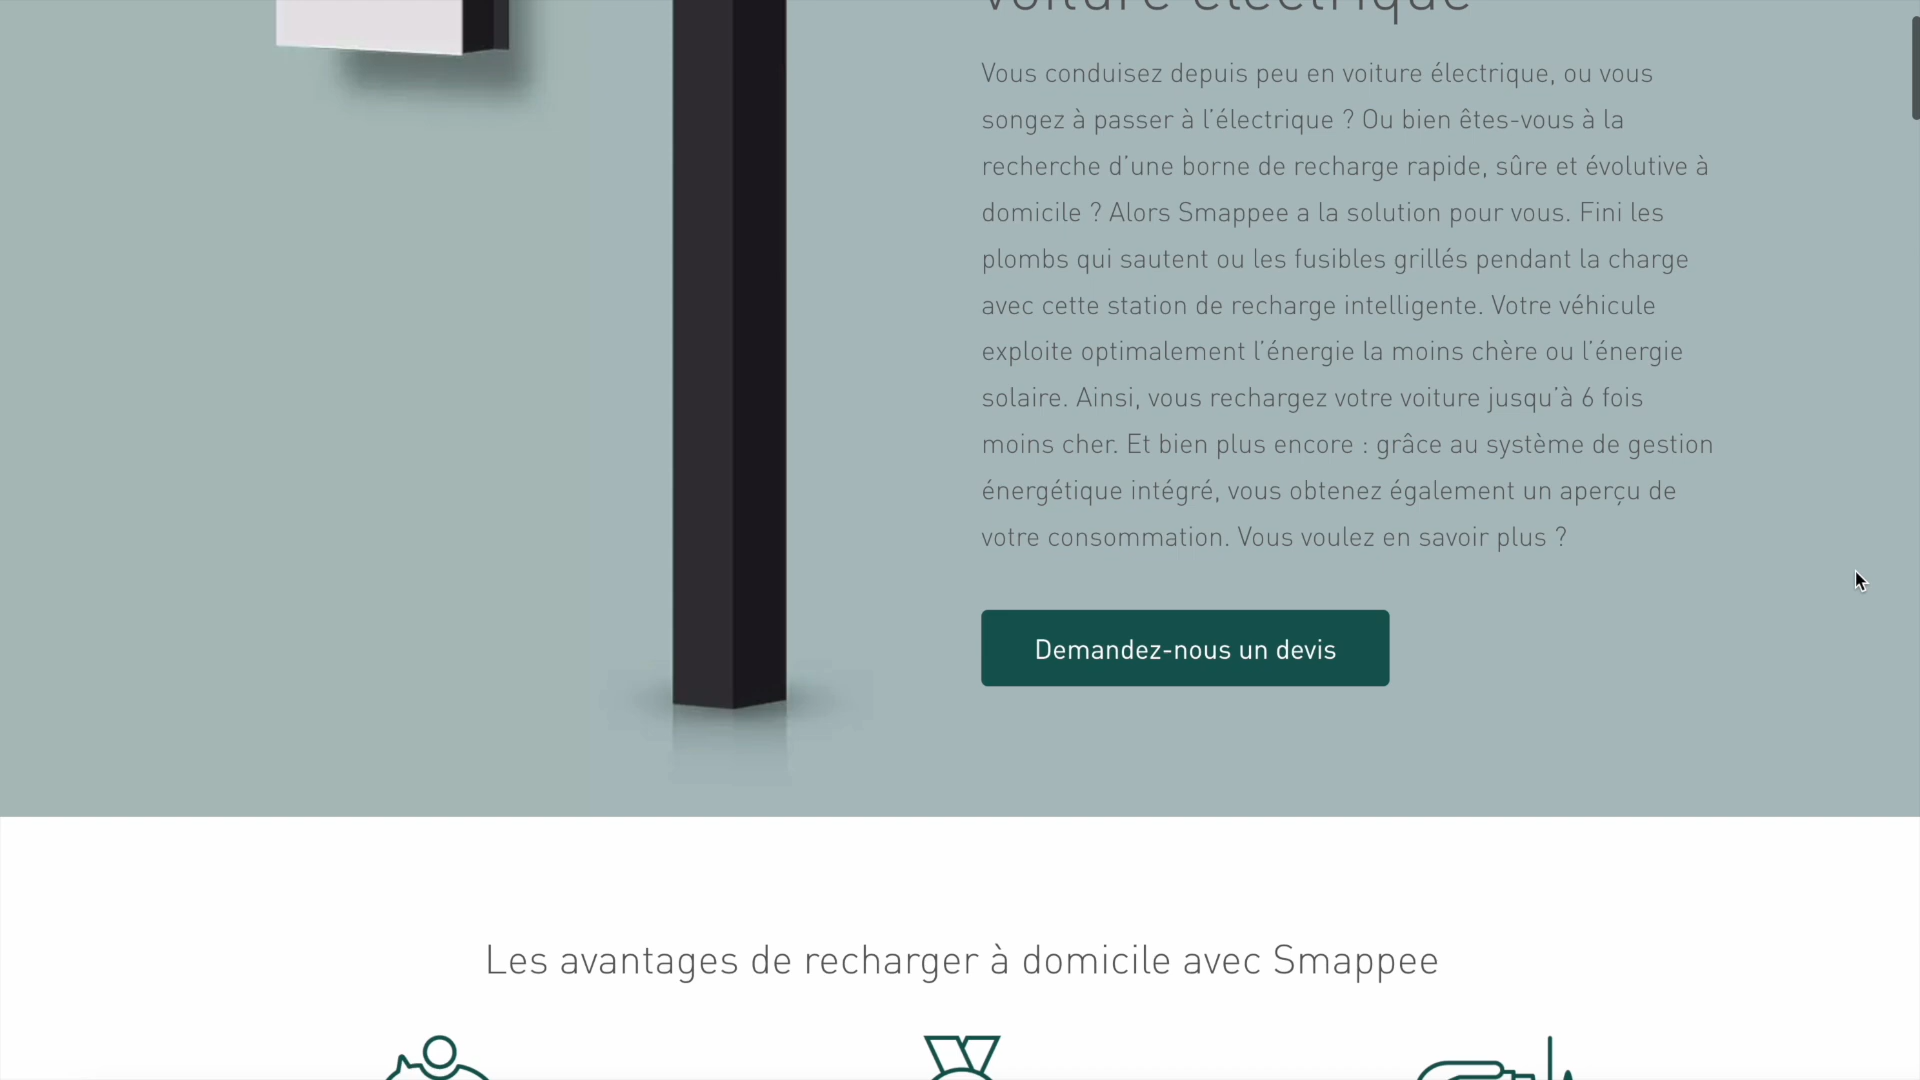 voiture électrique
Vous conduisez depuis peu en voiture électrique, ou vous
songez à passer à l’électrique ? Ou bien êtes-vous à la
recherche d’une borne de recharge rapide, sûre et évolutive à
domicile ? Alors Smappee a la solution pour vous. Fini les
plombs qui sautent ou les fusibles grillés pendant la charge
avec cette station de recharge intelligente. Votre véhicule
exploite optimalement l’énergie la moins chère ou l’énergie
solaire. Ainsi, vous rechargez votre voiture jusqu’à 6 fois
moins cher. Et bien plus encore : grâce au système de gestion
énergétique intégré, vous obtenez également un aperçu de
votre consommation. Vous voulez en savoir plus ?
Demandez-nous un devis
Les avantages de recharger à domicile avec Smappee